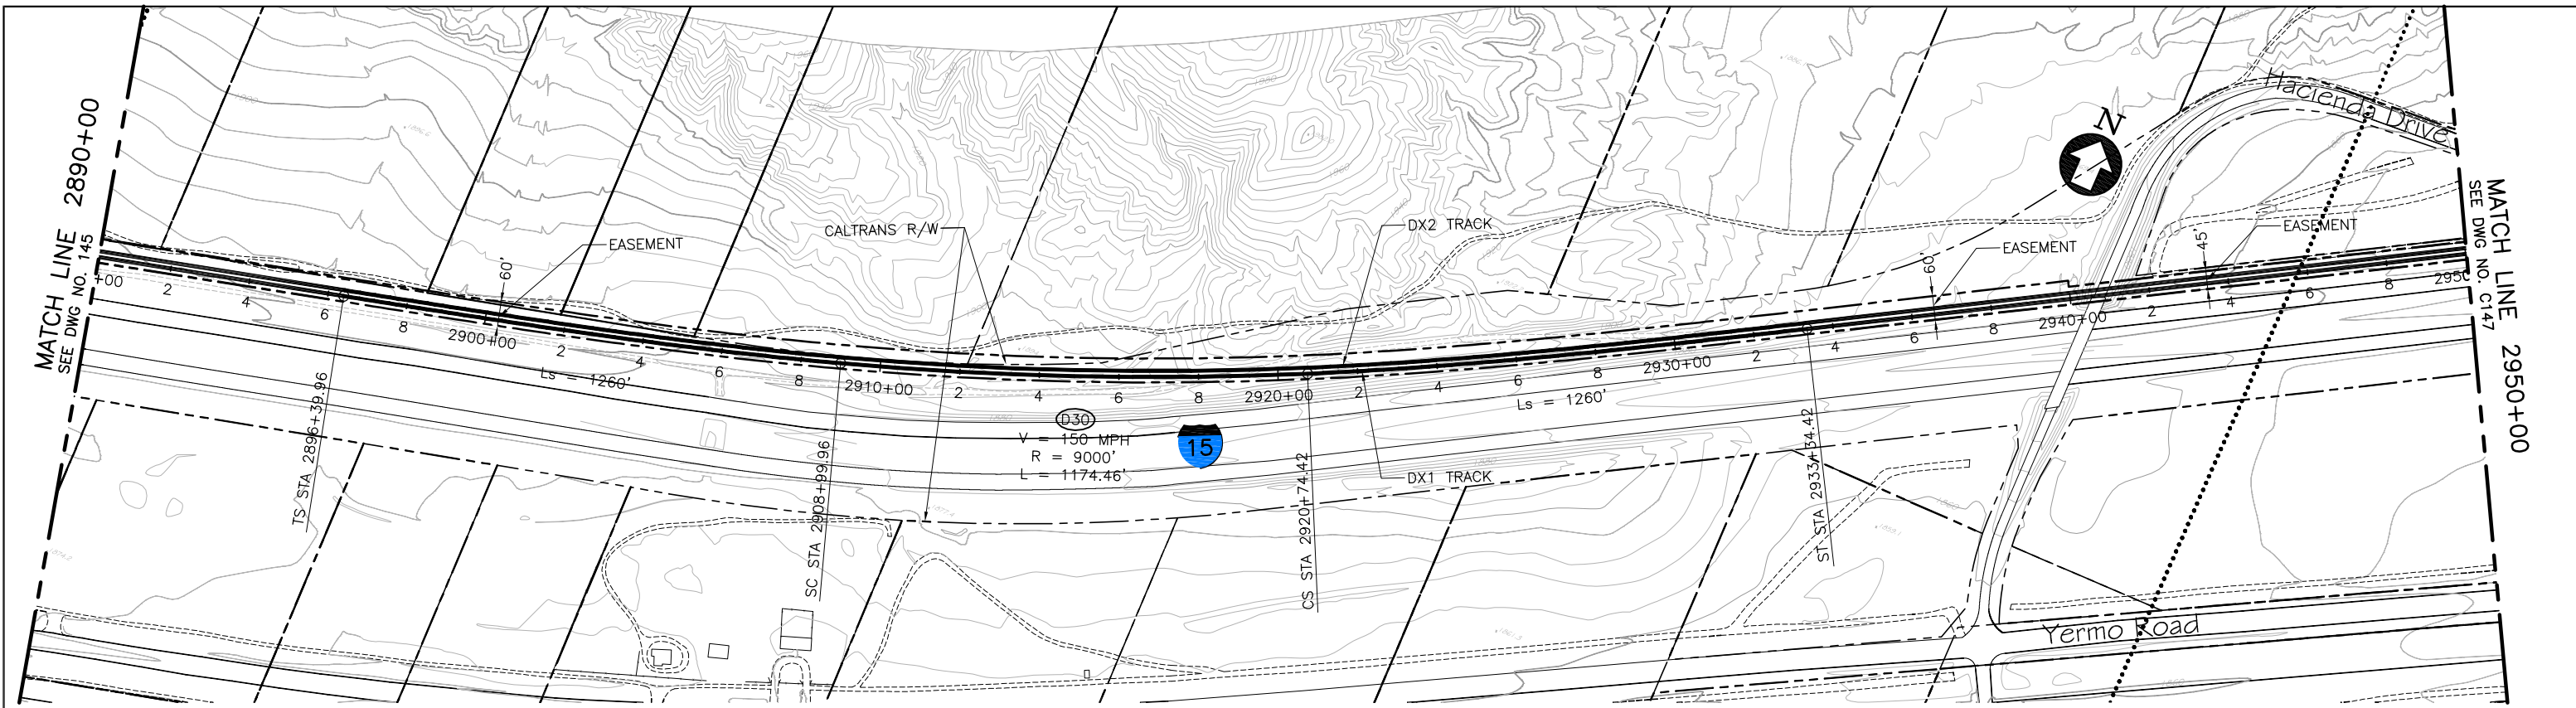 MATCH LINE 2890+00
SEE DWG NO. 145
+00
2
4
6
8
2900+00
2
4
6
8
2910+00
2
4
6
8
2920+00
2
4
6
8
2930+00
2
4
6
8
2940+00
2
4
6
8
2950
EASEMENT
60'
CALTRANS R/W
DX2 TRACK
EASEMENT
60'
45'
EASEMENT
N
Hacienda Drive
MATCH LINE 2950+00
SEE DWG NO. C147
Ls = 1260'
Ls = 1260'
TS STA 2896+39.96
SC STA 2908+99.96
CS STA 2920+74.42
ST STA 2933+34.42
D30
V = 150 MPH
R = 9000'
L = 1174.46'
15
DX1 TRACK
Yermo Road